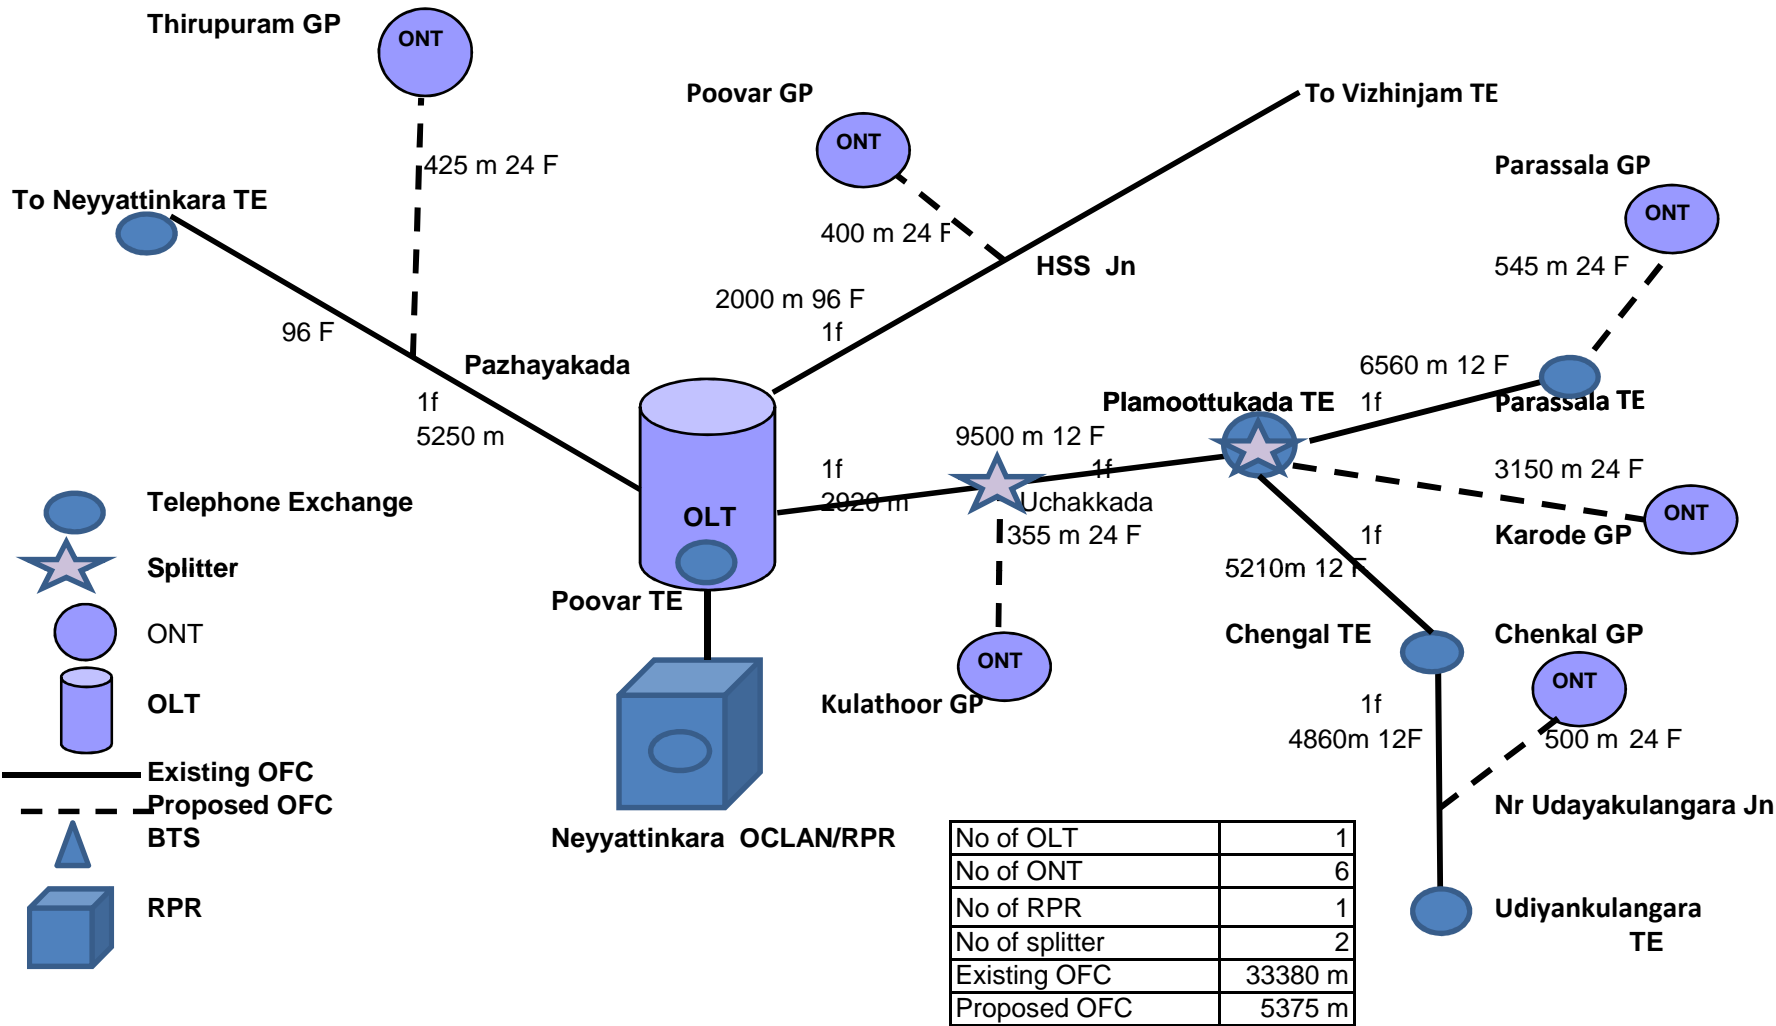 Thirupuram GP
ONT
Poovar GP
To Vizhinjam TE
ONT
Parassala GP
425 m 24 F
To Neyyattinkara TE
ONT
400 m 24 F
HSS Jn
545 m 24 F
2000 m 96 F
96 F
1f
Pazhayakada
6560 m 12 F
1f
Plamoottukada TE
1f
Parassala TE
5250 m
9500 m 12 F
1f
1f
3150 m 24 F
2920 m
Uchakkada
Telephone Exchange
OLT
ONT
355 m 24 F
1f
Karode GP
Splitter
5210m 12 F
Poovar TE
ONT
Chengal TE
Chenkal GP
ONT
ONT
OLT
Kulathoor GP
1f
4860m 12F
500 m 24 F
Existing OFC
Proposed OFC
Nr Udayakulangara Jn
BTS
Neyyattinkara OCLAN/RPR
No of OLT 1
No of ONT 6
RPR
No of RPR 1
Udiyankulangara
TE
No of splitter 2
Existing OFC 33380 m
Proposed OFC 5375 m